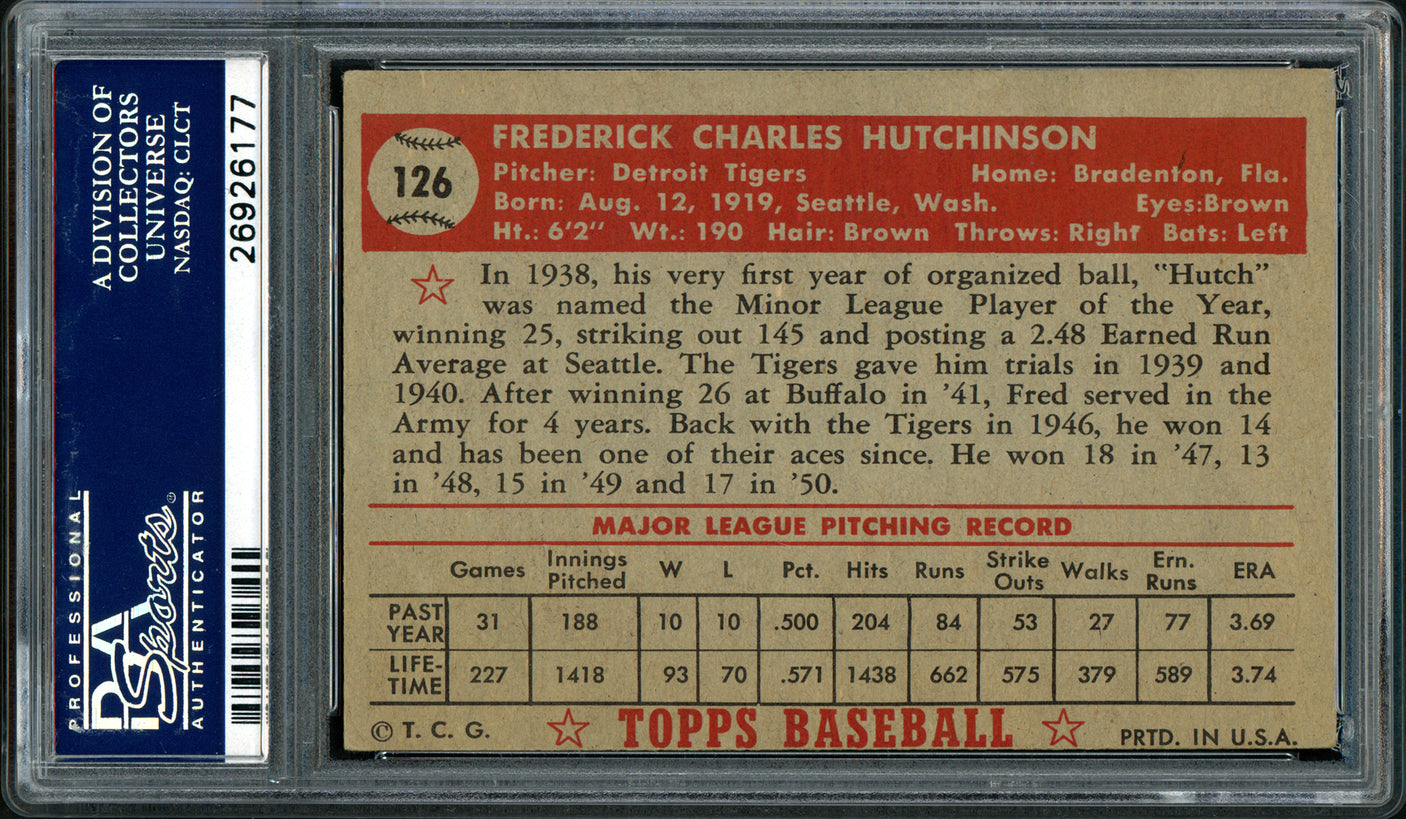 A DIVISION OF
COLLECTORS
UNIVERSE
NASDAQ: CLCT
26926177
PROFESSIONAL
PSA
Sports
AUTHENTICATOR
126
FREDERICK CHARLES HUTCHINSON
Pitcher: Detroit Tigers Home: Bradenton, Fla.
Born: Aug. 12, 1919, Seattle, Wash. Eyes:Brown
Ht.: 6'2" Wt.: 190 Hair: Brown Throws: Right Bats: Left
In 1938, his very first year of organized ball, "Hutch"
was named the Minor League Player of the Year,
winning 25, striking out 145 and posting a 2.48 Earned Run
Average at Seattle. The Tigers gave him trials in 1939 and
1940. After winning 26 at Buffalo in '41, Fred served in the
Army for 4 years. Back with the Tigers in 1946, he won 14
and has been one of their aces since. He won 18 in '47, 13
in '48, 15 in '49 and 17 in '50.
MAJOR LEAGUE PITCHING RECORD
Games Innings Pitched W L Pct. Hits Runs Strike Outs Walks Ern. Runs ERA
PAST YEAR 31 188 10 10 .500 204 84 53 27 77 3.69
LIFE-TIME 227 1418 93 70 .571 1438 662 575 379 589 3.74
© T. C. G. TOPPS BASEBALL PRTD. IN U.S.A.